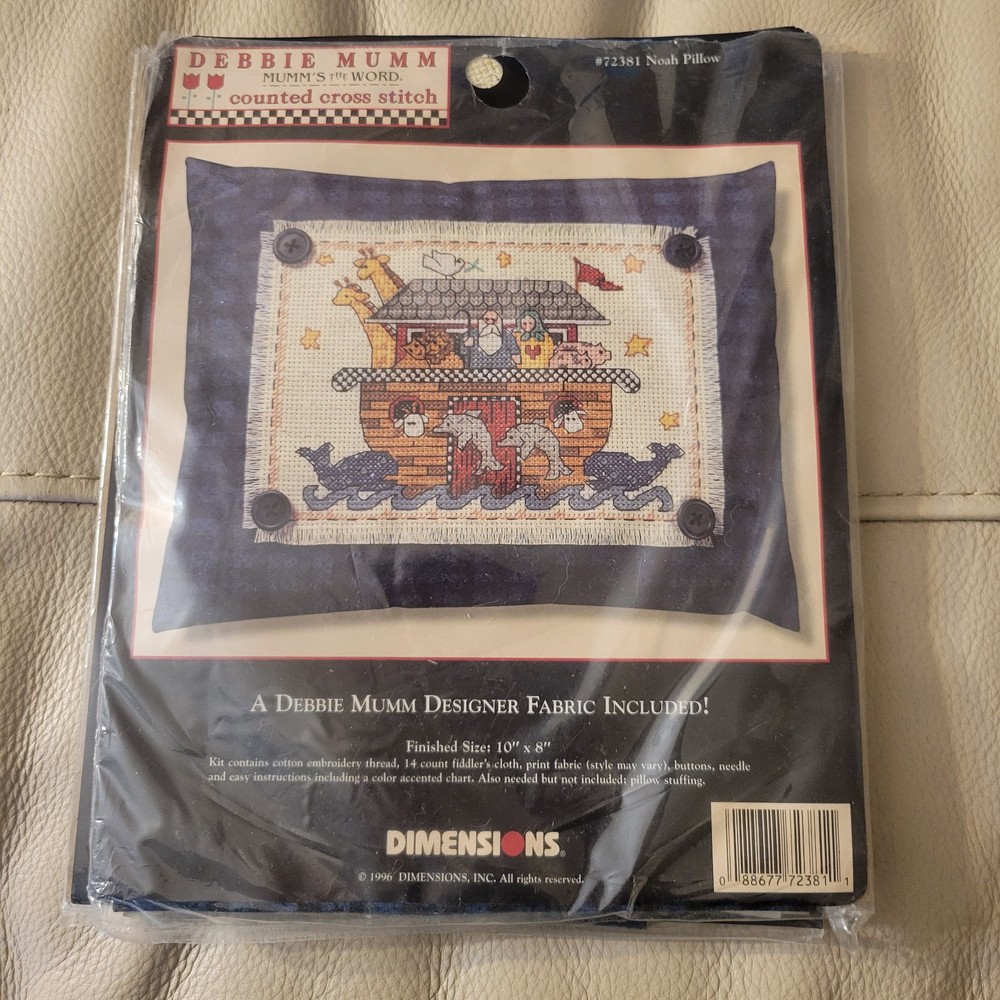 DEBBIE MUMM
MUMM'S THE WORD®
counted cross stitch
#72381 Noah Pillow
A DEBBIE MUMM DESIGNER FABRIC INCLUDED!
Finished Size: 10" x 8"
Kit contains cotton embroidery thread, 14 count fiddler's cloth, print fabric (style may vary), buttons, needle
and easy instructions including a color accented chart. Also needed but not included: pillow stuffing.
DIMENSIONS®
© 1996 DIMENSIONS, INC. All rights reserved.
0 88677 72381 1